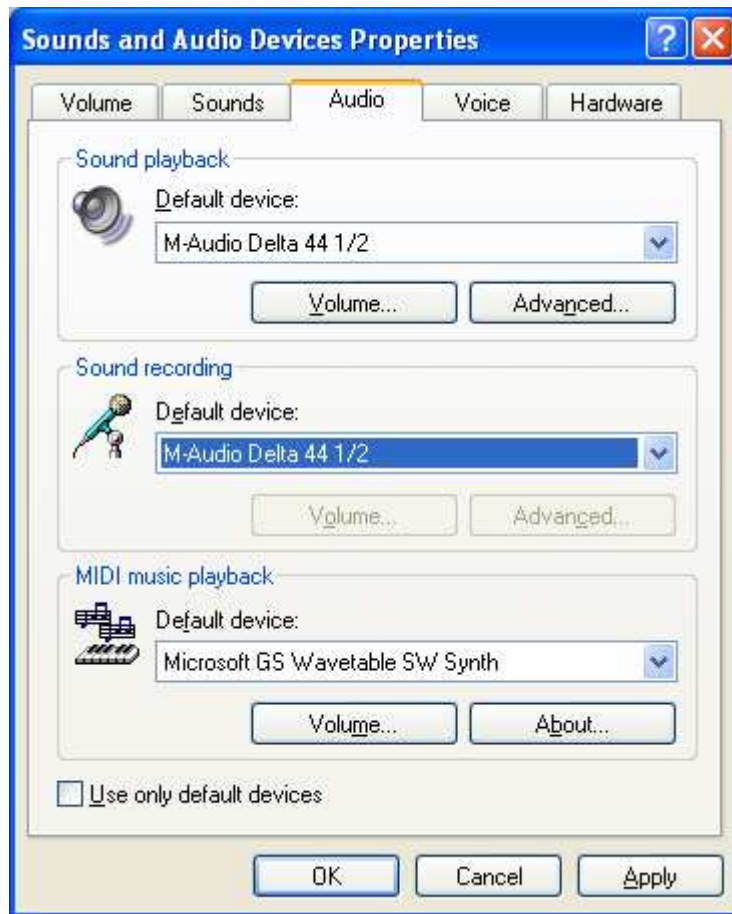 Sounds and Audio Devices Properties
Volume Sounds Audio Voice Hardware
Sound playback
Default device:
M-Audio Delta 44 1/2
Volume... Advanced...
Sound recording
Default device:
M-Audio Delta 44 1/2
Volume... Advanced...
MIDI music playback
Default device:
Microsoft GS Wavetable SW Synth
Volume... About...
Use only default devices
OK Cancel Apply